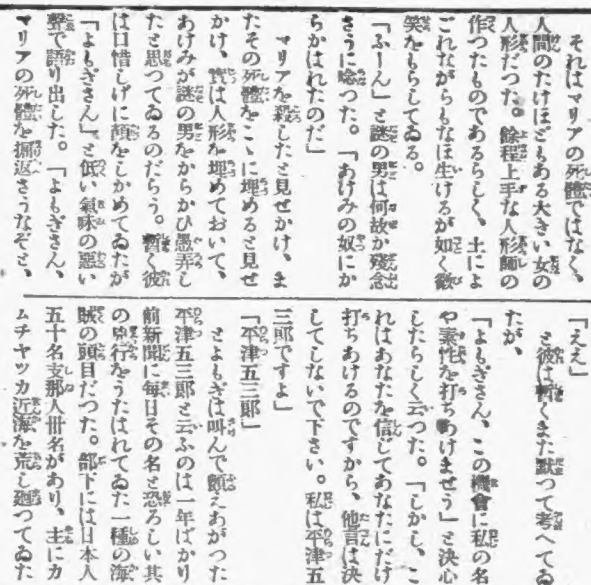 それはマリアの死體ではなく、
人間のたけほどもある大きい女の
人形だつた。餘程上手な人形師の
作つたものであるらしく、土によ
ごれながらもなほ生けるが如く微
笑をもらしてゐる。
「ふーん」と謎の男は何故か殘念
さうに唸つた。「あけみの奴にか
らかはれたのだ」
マリアを殺したと見せかけ、ま
たその死體をこゝに埋めると見せ
かけ、實は人形を埋めておいて、
あけみが謎の男をからかひ愚弄し
たと思つてゐるのだらう。暫く彼
は口惜しげに顏をしかめてゐたが
「よもぎさん」、と低い氣味の惡い
聲で語り出した。「よもぎさん、
マリアの死體を掘返さうなぞと、
「ええ」
と彼は暫くまた默つて考へてゐ
たが、
「よもぎさん、この機會に私の名
や素性を打ちあけませう」と決心
したらしく云つた。「しかし、こ
れはあなたを信じてあなたにだけ
打ちあけるのですから、他言は決
してしないで下さい。私は平津五
三郎ですよ」
「平津五三郎」
とよもぎは叫んで顫えあがつた
平津五三郎と云ふのは一年ばかり
前新聞に每日その名と恐ろしい其
の行をうたはれてゐた一種の海
賊の頭目だつた。部下には日本人
五十名支那人卅名があり、主にカ
ムチヤツカ近海を荒し廻つてゐた